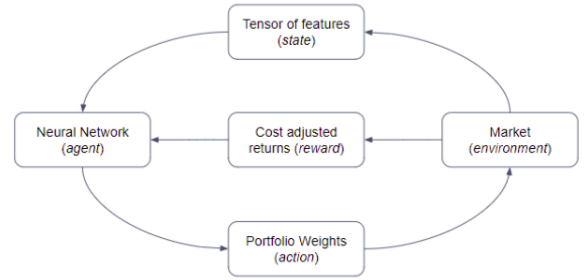 Tensor of features
(state)
Neural Network
(agent)
Cost adjusted
returns (reward)
Market
(environment)
Portfolio Weights
(action)